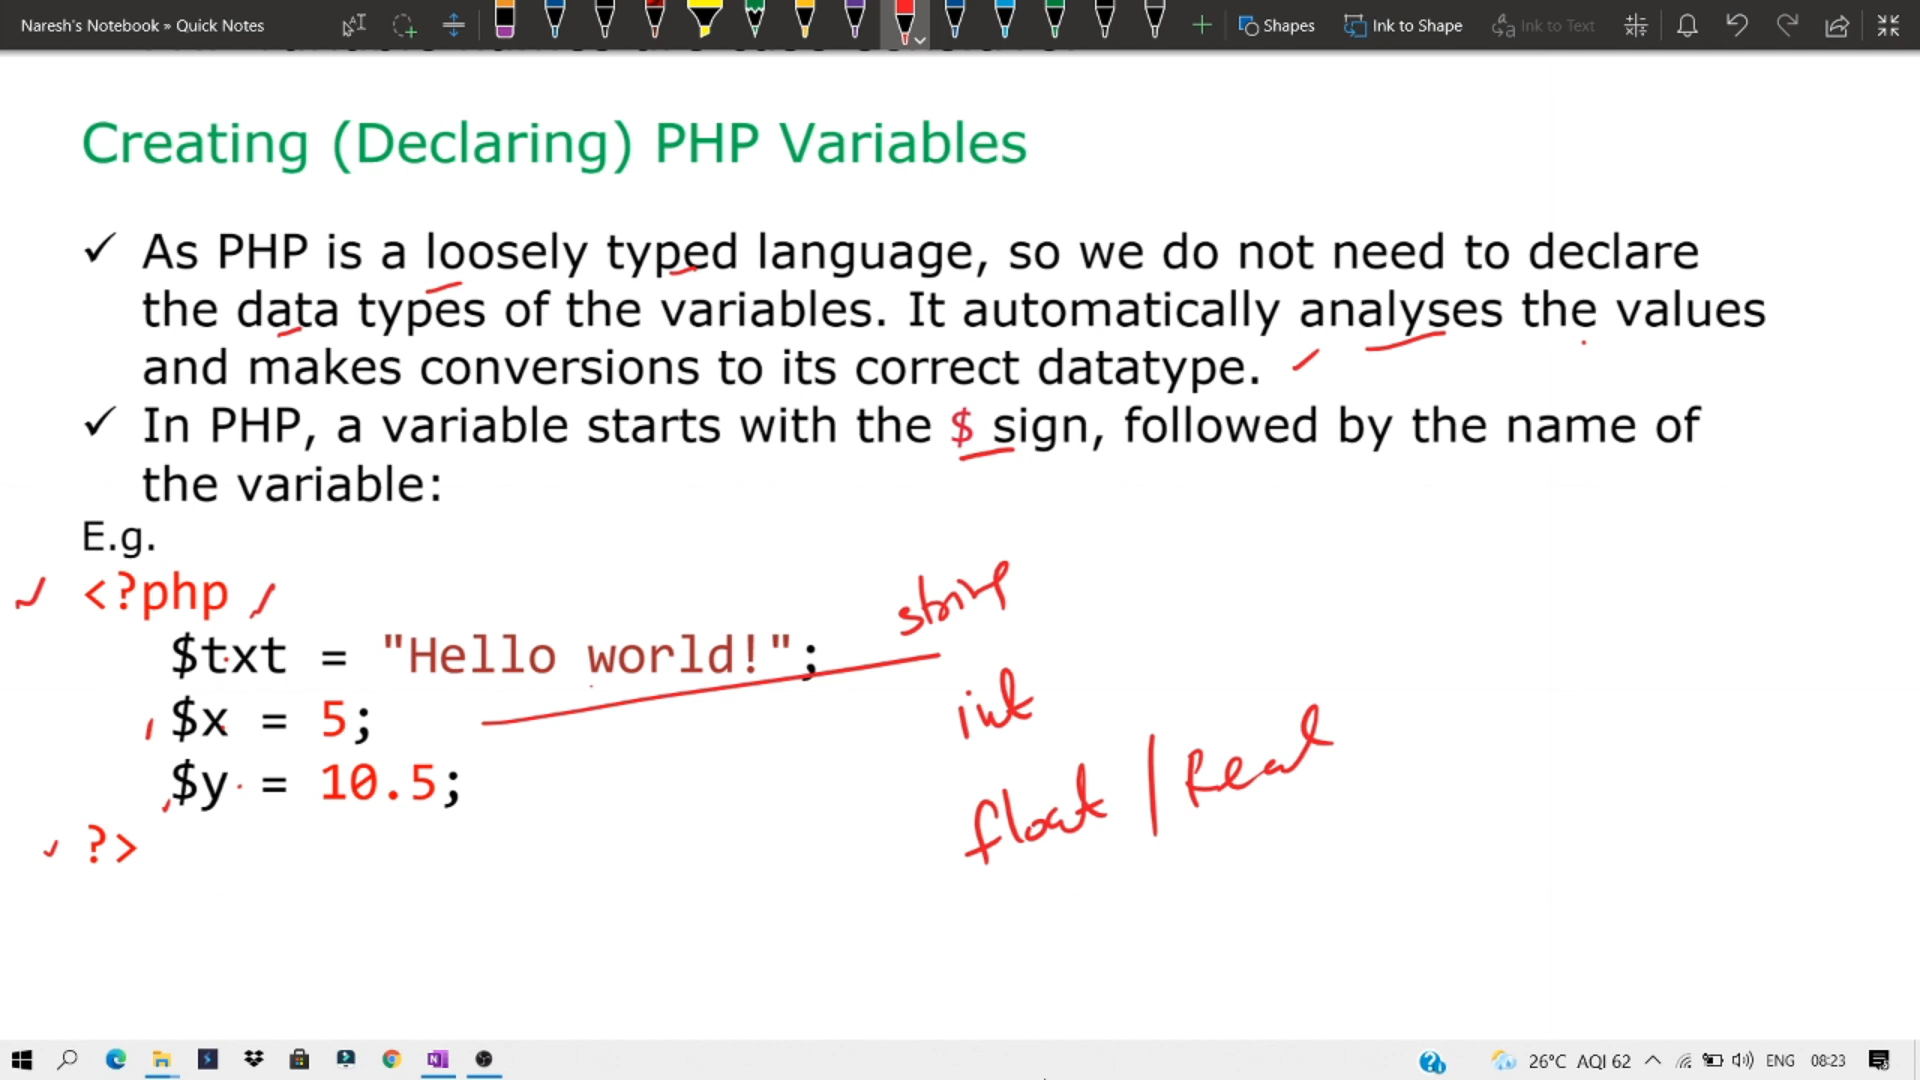 Naresh's Notebook » Quick Notes
Shapes
Ink to Shape
Ink to Text
Creating (Declaring) PHP Variables
✓ As PHP is a loosely typed language, so we do not need to declare
the data types of the variables. It automatically analyses the values
and makes conversions to its correct datatype.
✓ In PHP, a variable starts with the $ sign, followed by the name of
the variable:
E.g.
<?php
string
$txt = "Hello world!";
int
$x = 5;
float | Real
$y = 10.5;
?>
26°C AQI 62
ENG
08:23